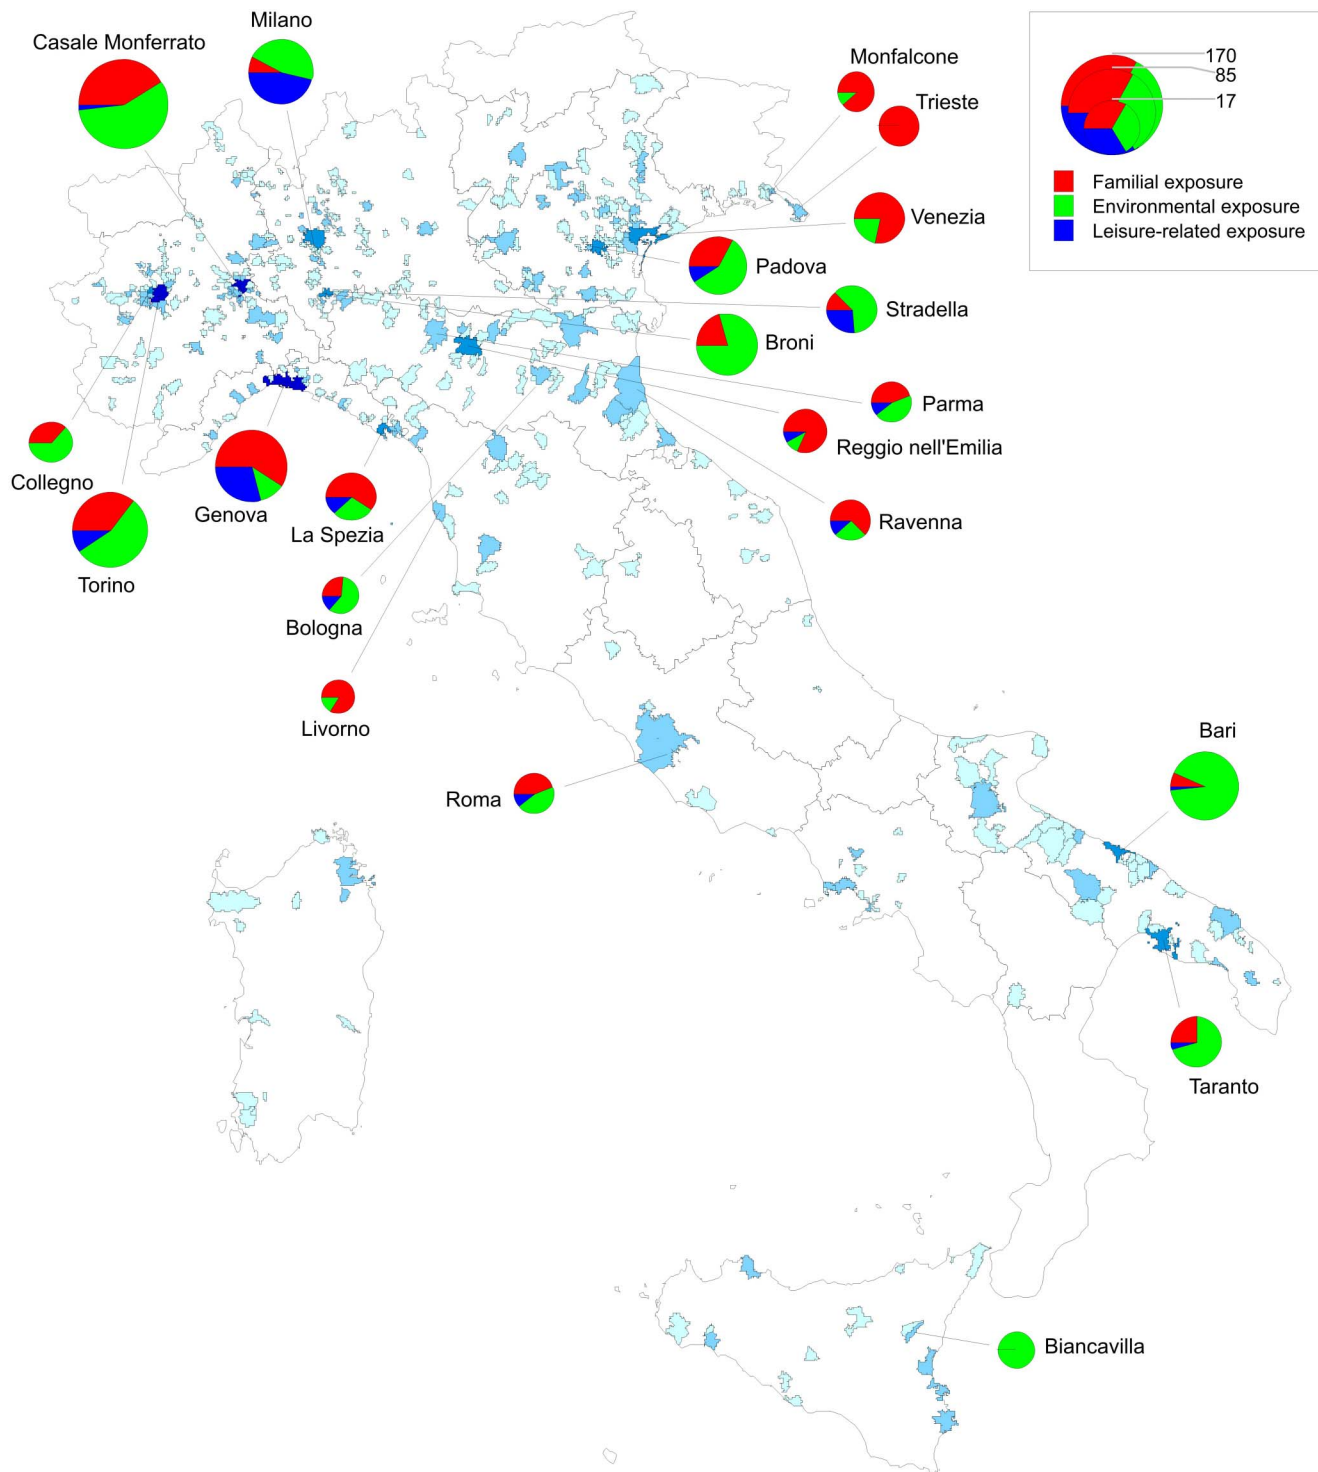 Milano
Casale Monferrato
Monfalcone
Trieste
170
85
17
Familial exposure
Environmental exposure
Leisure-related exposure
Venezia
Padova
Stradella
Broni
Parma
Reggio nell'Emilia
Collegno
Genova
La Spezia
Ravenna
Torino
Bologna
Livorno
Roma
Bari
Taranto
Biancavilla